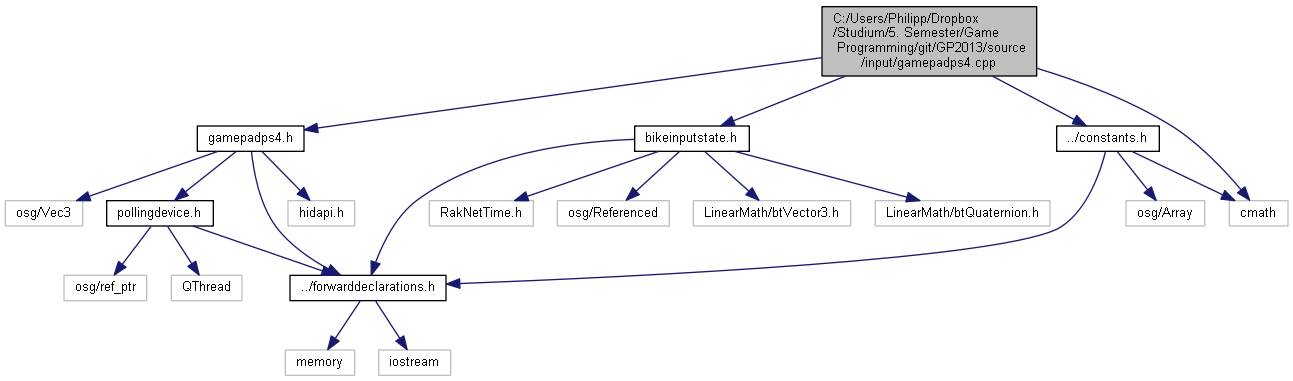 C:/Users/Philipp/Dropbox
/Studium/5. Semester/Game
Programming/git/GP2013/source
/input/gamepadps4.cpp
gamepadps4.h
bikeinputstate.h
../constants.h
osg/Vec3
pollingdevice.h
hidapi.h
RakNetTime.h
osg/Referenced
LinearMath/btVector3.h
LinearMath/btQuaternion.h
osg/Array
cmath
osg/ref_ptr
QThread
../forwarddeclarations.h
memory
iostream